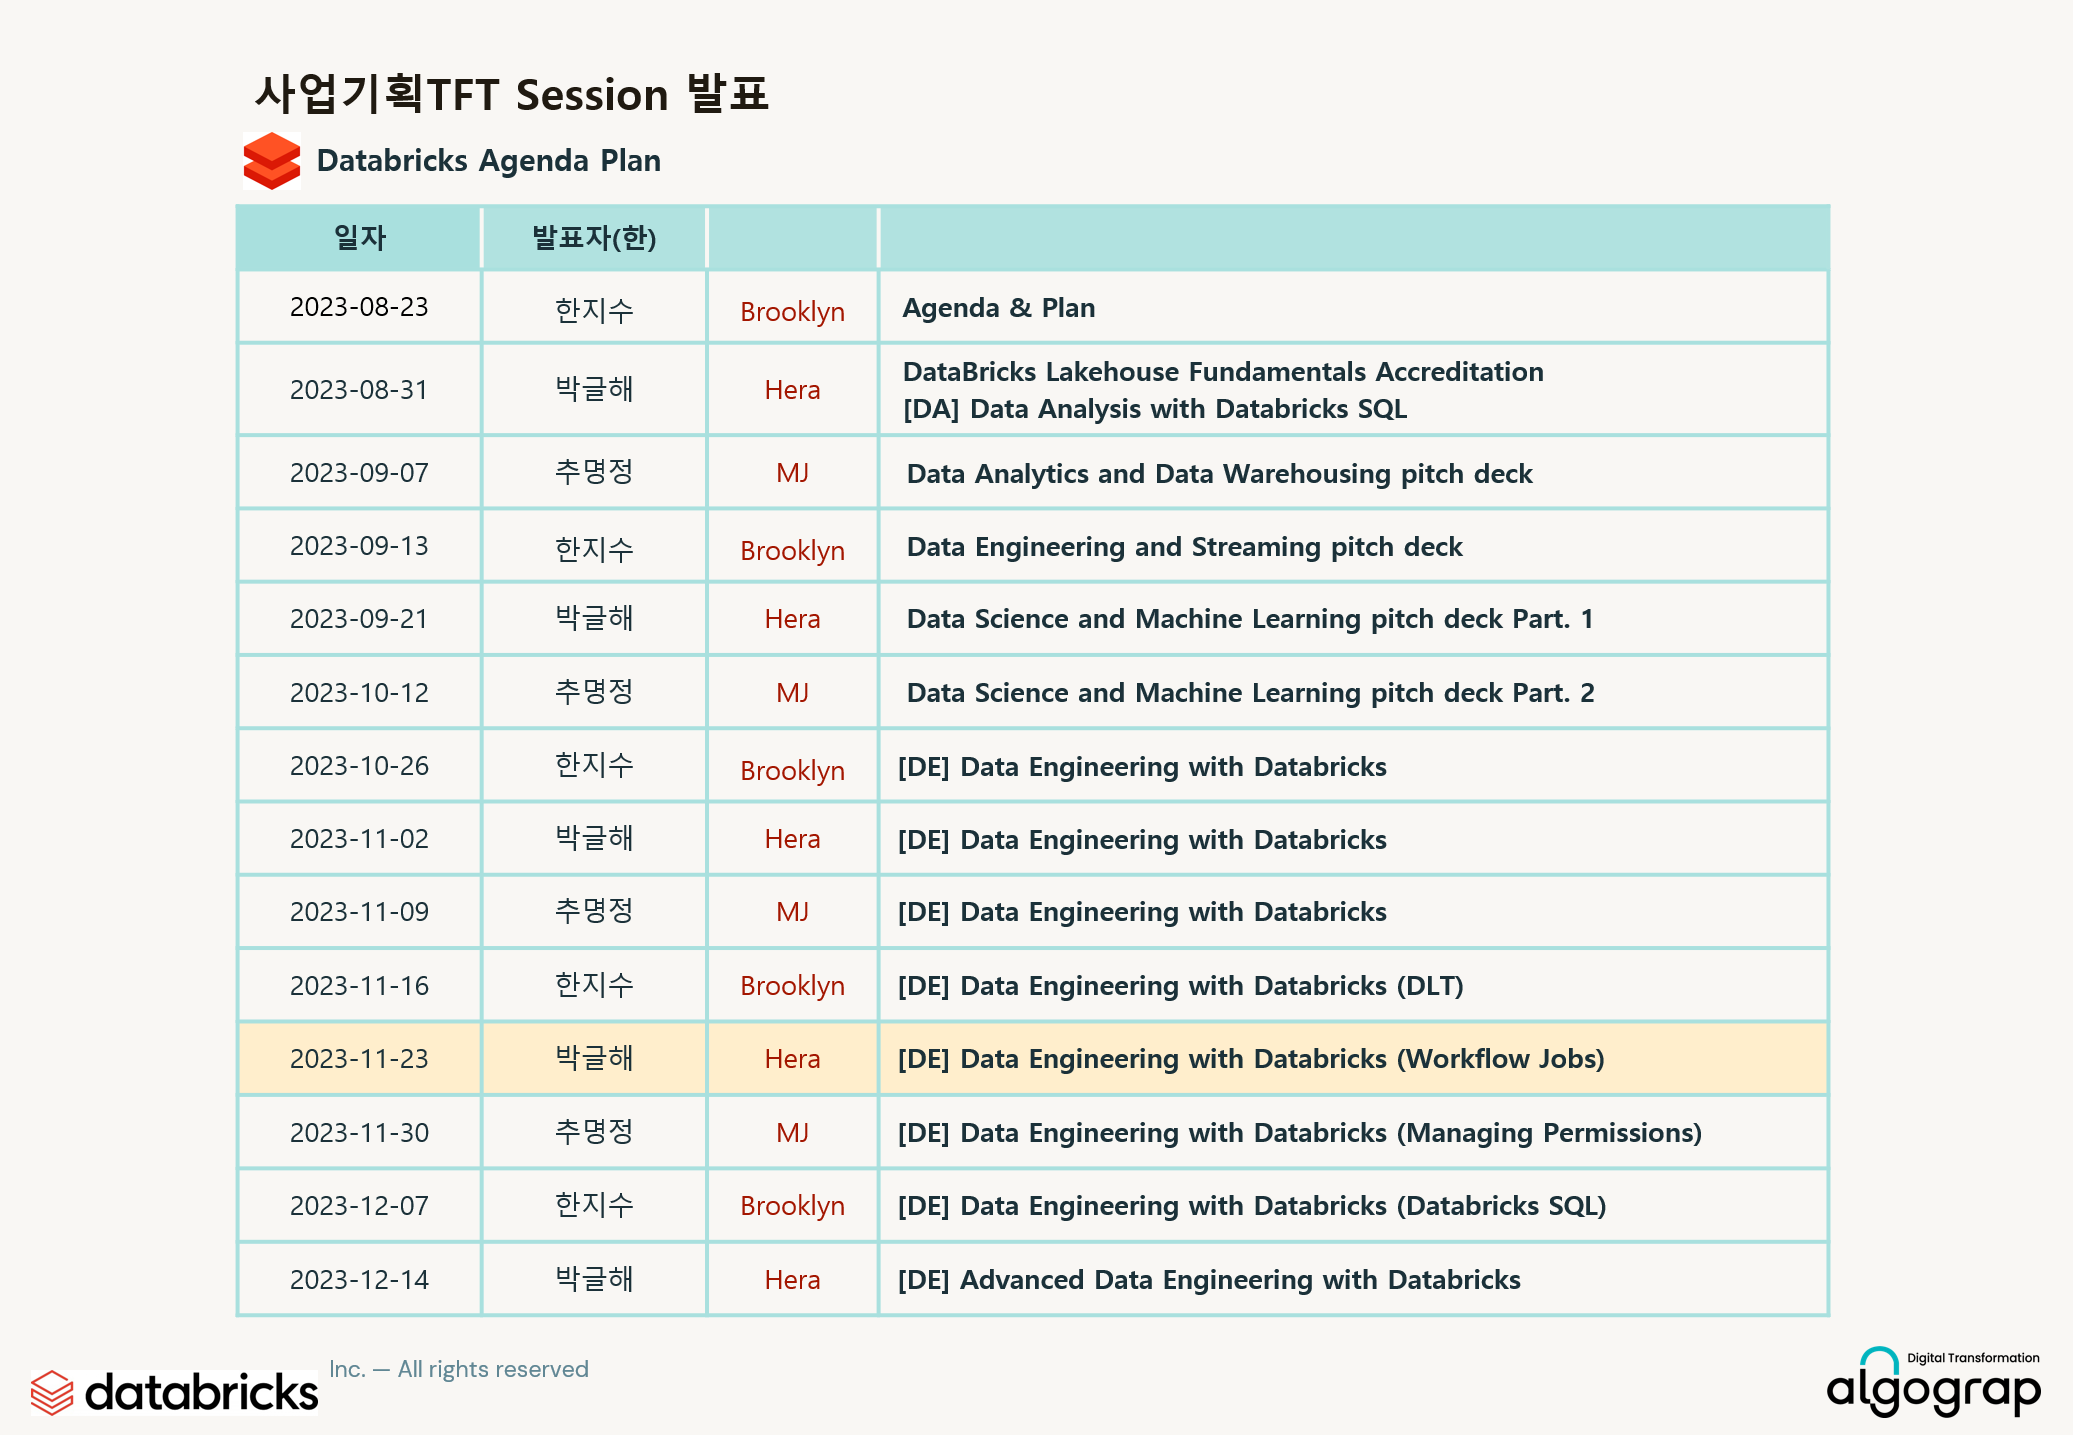 사업기획TFT Session 발표
Databricks Agenda Plan
일자 발표자(한)
2023-08-23 한지수 Brooklyn Agenda & Plan
2023-08-31 박글해 Hera DataBricks Lakehouse Fundamentals Accreditation
[DA] Data Analysis with Databricks SQL
2023-09-07 추명정 MJ Data Analytics and Data Warehousing pitch deck
2023-09-13 한지수 Brooklyn Data Engineering and Streaming pitch deck
2023-09-21 박글해 Hera Data Science and Machine Learning pitch deck Part. 1
2023-10-12 추명정 MJ Data Science and Machine Learning pitch deck Part. 2
2023-10-26 한지수 Brooklyn [DE] Data Engineering with Databricks
2023-11-02 박글해 Hera [DE] Data Engineering with Databricks
2023-11-09 추명정 MJ [DE] Data Engineering with Databricks
2023-11-16 한지수 Brooklyn [DE] Data Engineering with Databricks (DLT)
2023-11-23 박글해 Hera [DE] Data Engineering with Databricks (Workflow Jobs)
2023-11-30 추명정 MJ [DE] Data Engineering with Databricks (Managing Permissions)
2023-12-07 한지수 Brooklyn [DE] Data Engineering with Databricks (Databricks SQL)
2023-12-14 박글해 Hera [DE] Advanced Data Engineering with Databricks
databricks Inc. — All rights reserved
Digital Transformation
algograp